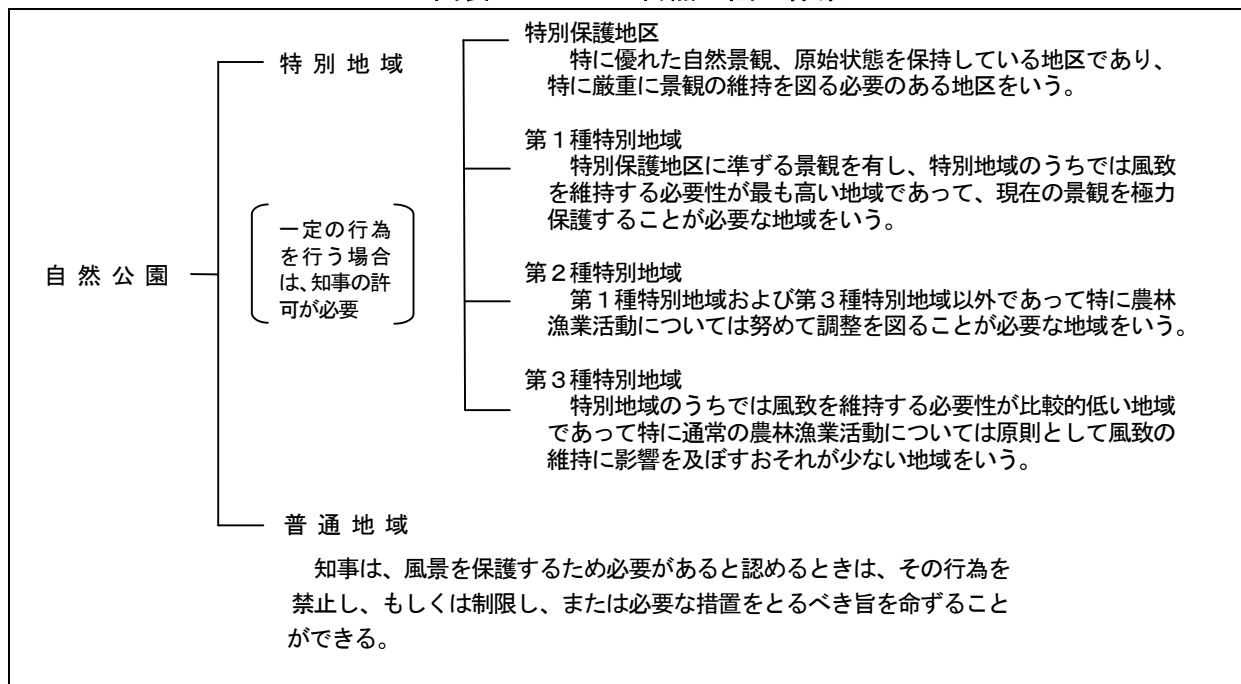 特別保護地区
特に優れた自然景観、原始状態を保持している地区であり、
特に厳重に景観の維持を図る必要のある地区をいう。
特別地域
第１種特別地域
特別保護地区に準ずる景観を有し、特別地域のうちでは風致
を維持する必要性が最も高い地域であって、現在の景観を極力
保護することが必要な地域をいう。
一定の行為
を行う場合
は、知事の許
可が必要
自然公園
第２種特別地域
第１種特別地域および第３種特別地域以外であって特に農林
漁業活動については努めて調整を図ることが必要な地域をいう。
第３種特別地域
特別地域のうちでは風致を維持する必要性が比較的低い地域
であって特に通常の農林漁業活動については原則として風致の
維持に影響を及ぼすおそれが少ない地域をいう。
普通地域
知事は、風景を保護するため必要があると認めるときは、その行為を
禁止し、もしくは制限し、または必要な措置をとるべき旨を命ずること
ができる。